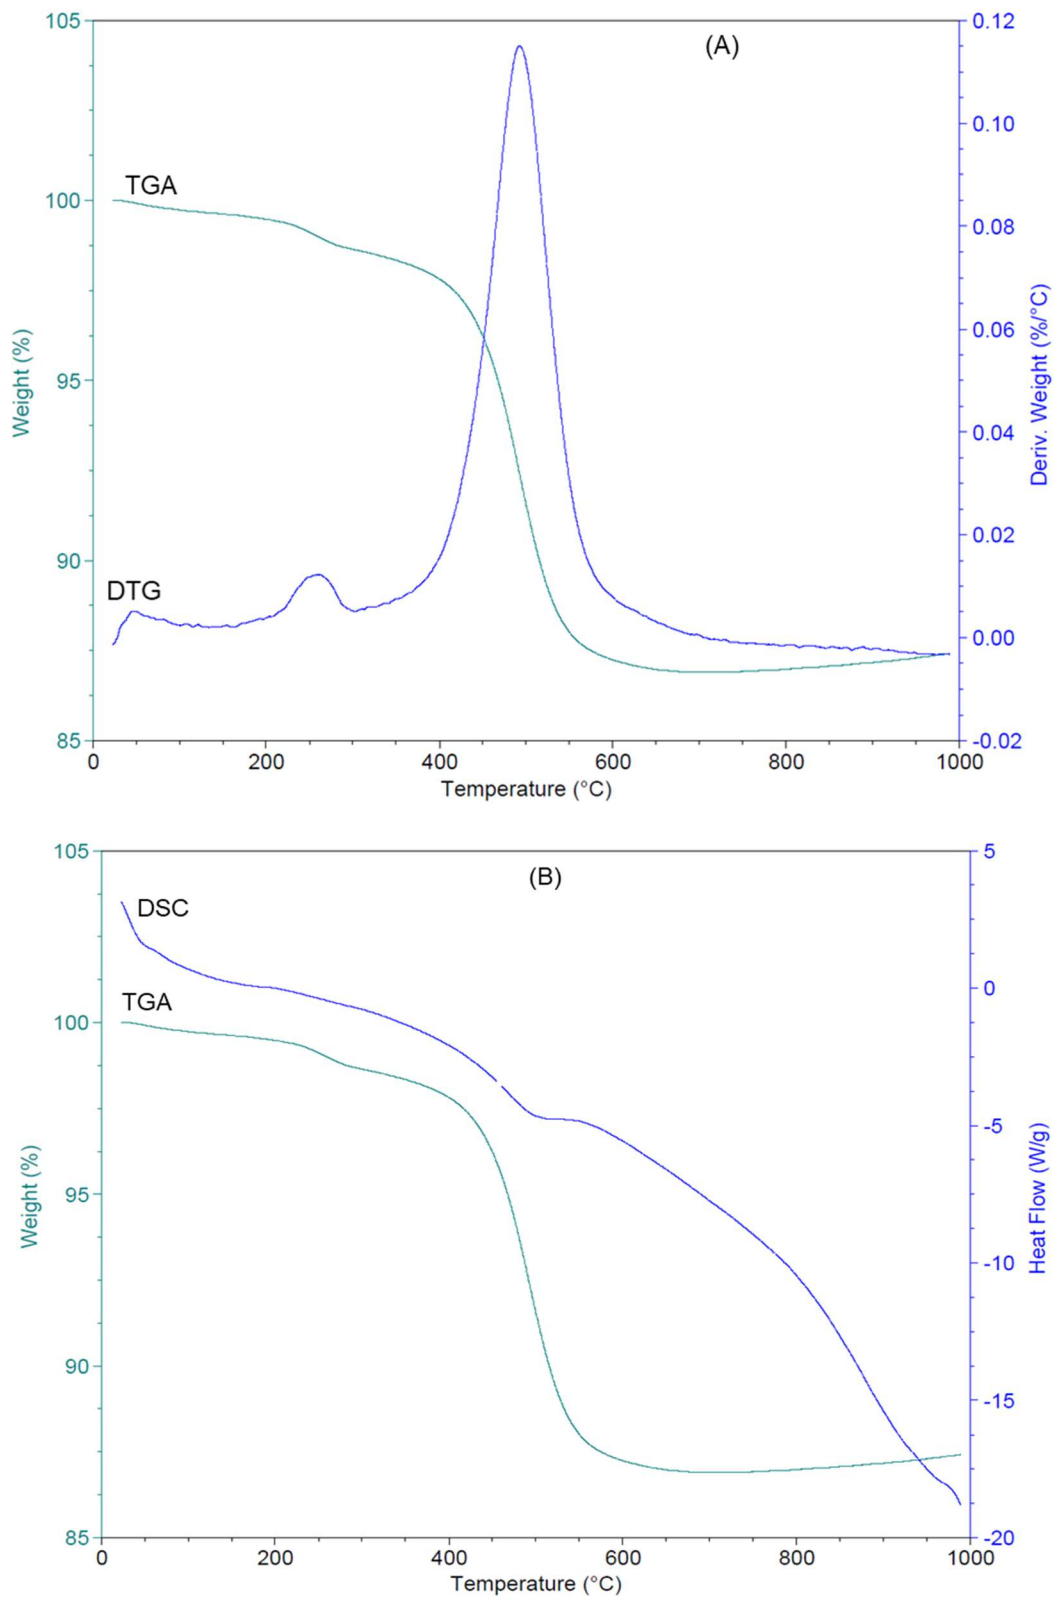 105
0.12
(A)
0.10
TGA
100
0.08
0.06
Weight (%)
Deriv. Weight (%/°C)
95
0.04
0.02
90
DTG
0.00
85
-0.02
0 200 400 600 800 1000
Temperature (°C)
105
5
(B)
DSC
TGA
0
100
-5
Weight (%)
Heat Flow (W/g)
95
-10
90
-15
85
-20
0 200 400 600 800 1000
Temperature (°C)